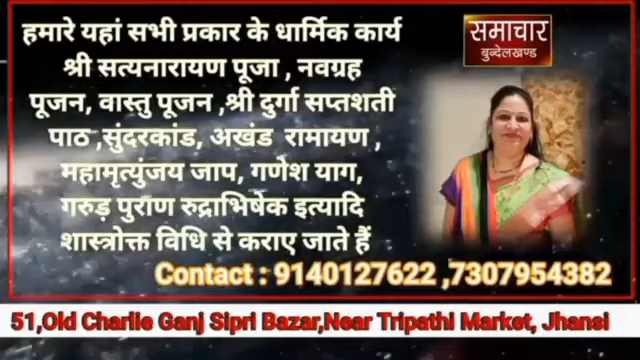 हमारे यहां सभी प्रकार के धार्मिक कार्य
श्री सत्यनारायण पूजा , नवग्रह
पूजन, वास्तु पूजन ,श्री दुर्गा सप्तशती
पाठ ,सुंदरकांड, अखंड रामायण ,
महामृत्युंजय जाप, गणेश याग,
गरुड़ पुराण रुद्राभिषेक इत्यादि
शास्त्रोक्त विधि से कराए जाते हैं
समाचार
बुन्देलखण्ड
Contact : 9140127622 ,7307954382
51,Old Charlie Ganj Sipri Bazar,Near Tripathi Market, Jhansi